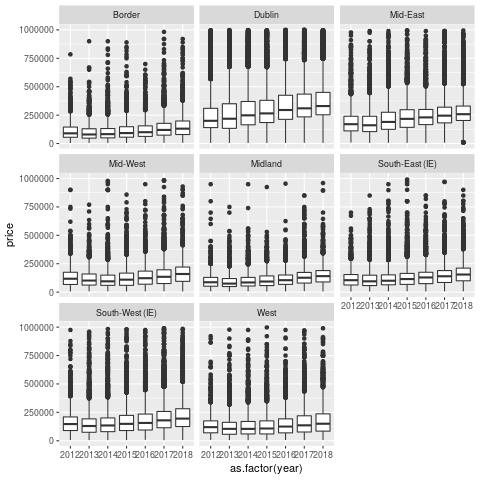 Border Dublin Mid-East
1000000
750000
500000
250000
0
Mid-West Midland South-East (IE)
1000000
750000
500000
250000
0
2012 2013 2014 2015 2016 2017 2018
South-West (IE) West
1000000
750000
500000
250000
0
2012 2013 2014 2015 2016 2017 2018 2012 2013 2014 2015 2016 2017 2018
price
as.factor(year)